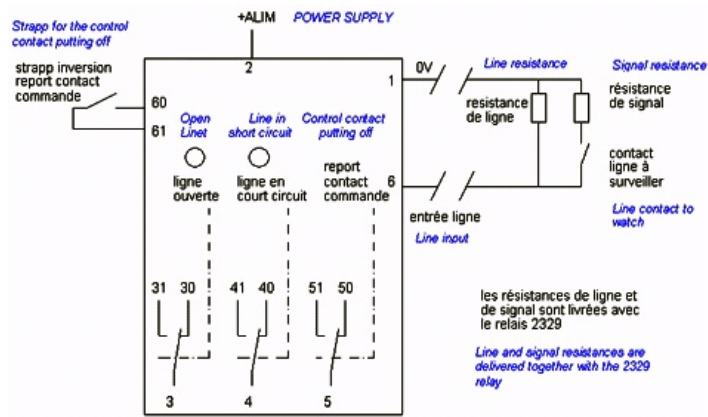 +ALIM POWER SUPPLY
Strapp for the control
contact putting off
strapp inversion
report contact
commande
60
61
2
1
0V
Line resistance
Signal resistance
resistance
de ligne
résistance
de signal
Open
Linet
Line in
short circuit
Control contact
putting off
ligne
ouverte
ligne en
court circuit
report
contact
commande
6
entrée ligne
Line input
contact
ligne à
surveiller
Line contact to
watch
31 30 41 40 51 50
3 4 5
les résistances de ligne et
de signal sont livrées avec
le relais 2329
Line and signal resistances are
delivered together with the 2329
relay